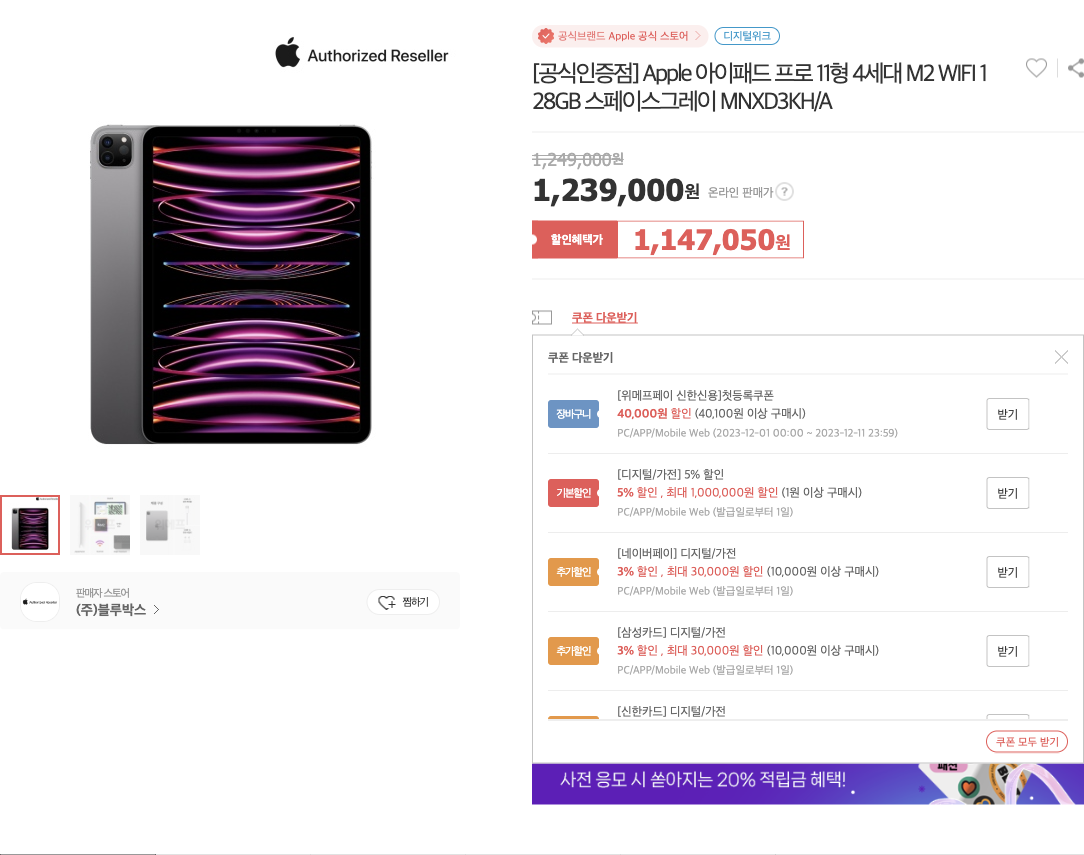 Authorized Reseller
공식브랜드 Apple 공식 스토어
디지털위크
[공식인증점] Apple 아이패드 프로 11형 4세대 M2 WIFI 1
28GB 스페이스그레이 MNXD3KH/A
1,249,000원
1,239,000원 온라인 판매가 ?
할인혜택가 1,147,050원
쿠폰 다운받기
쿠폰 다운받기
[위메프페이 신한신용]첫등록쿠폰
장바구니 40,000원 할인 (40,100원 이상 구매시) 받기
PC/APP/Mobile Web (2023-12-01 00:00 ~ 2023-12-11 23:59)
[디지털/가전] 5% 할인
기본할인 5% 할인 , 최대 1,000,000원 할인 (1원 이상 구매시) 받기
PC/APP/Mobile Web (발급일로부터 1일)
[네이버페이] 디지털/가전
추가할인 3% 할인 , 최대 30,000원 할인 (10,000원 이상 구매시) 받기
PC/APP/Mobile Web (발급일로부터 1일)
[삼성카드] 디지털/가전
추가할인 3% 할인 , 최대 30,000원 할인 (10,000원 이상 구매시) 받기
PC/APP/Mobile Web (발급일로부터 1일)
[신한카드] 디지털/가전
쿠폰 모두 받기
사전 응모 시 쏟아지는 20% 적립금 혜택!
패션
판매자 스토어
(주)블루박스
찜하기
Authorized Reseller